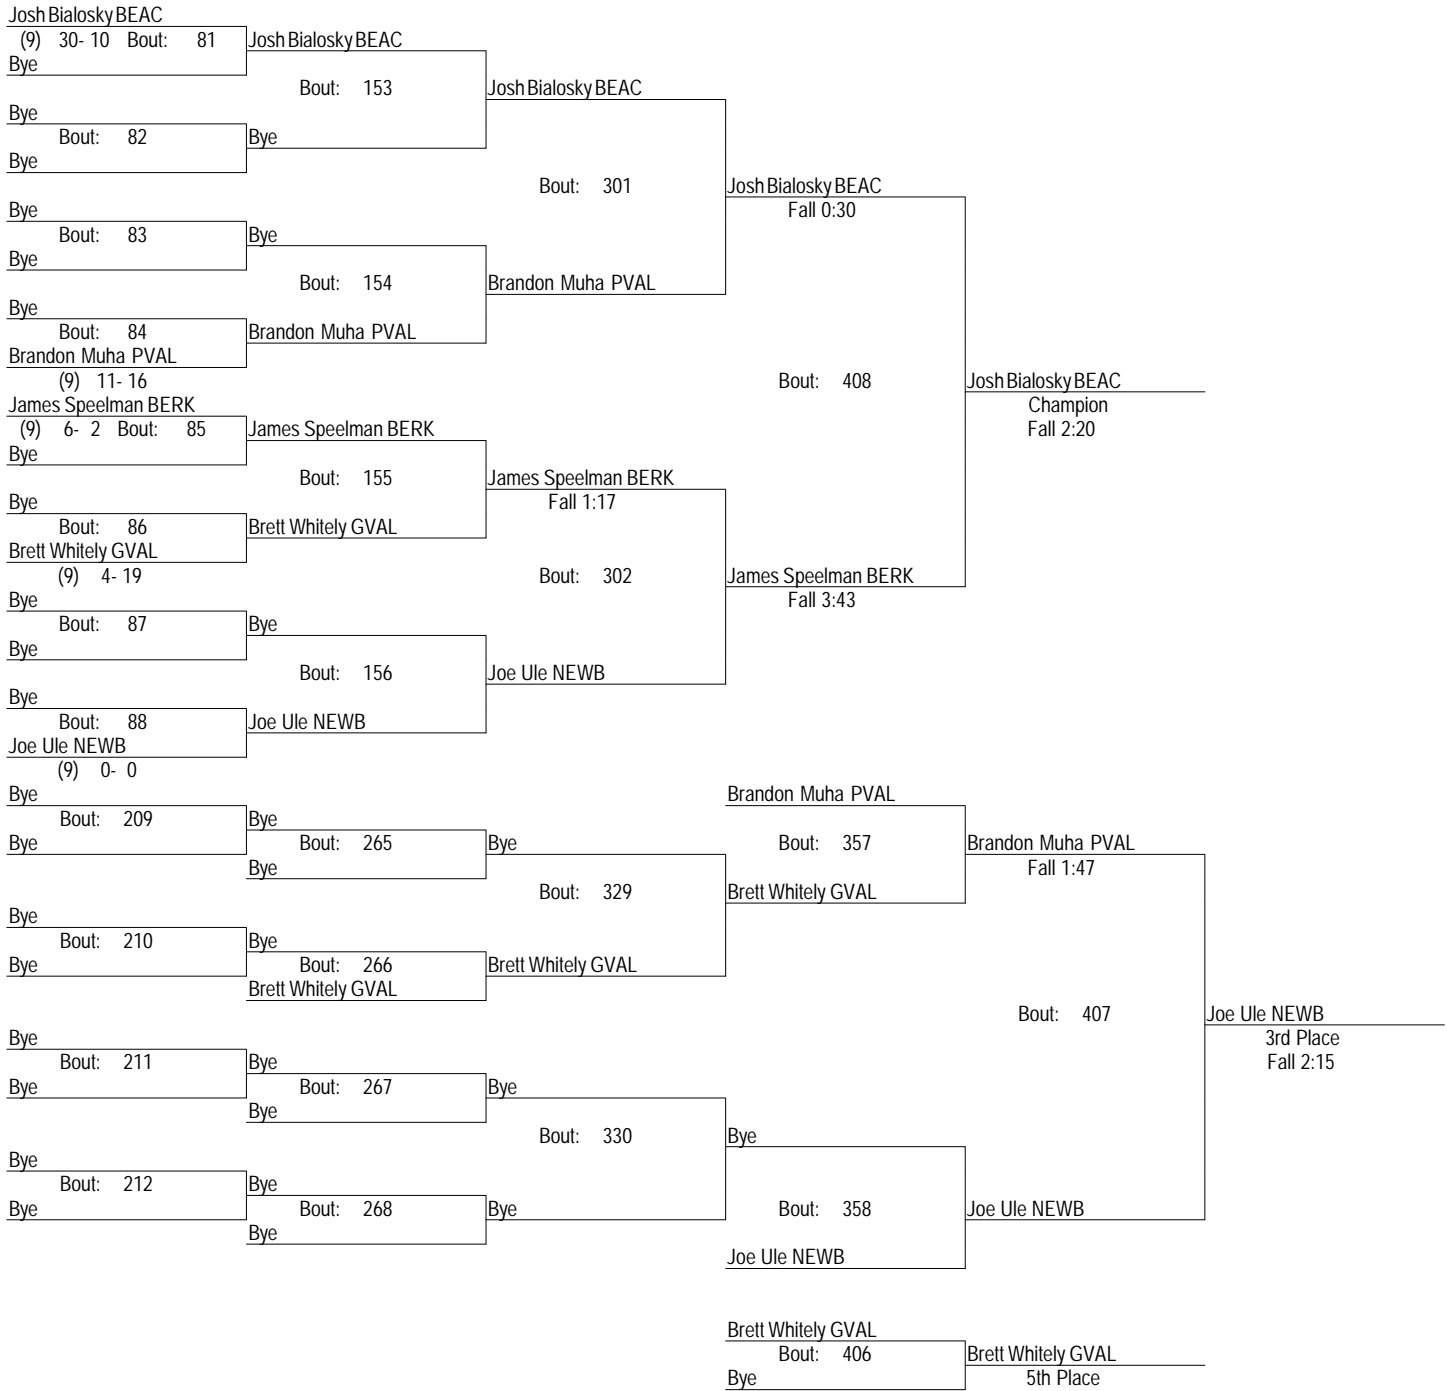 Josh Bialosky BEAC
(9) 30- 10 Bout: 81 Josh Bialosky BEAC
Bye
Bout: 153 Josh Bialosky BEAC
Bye
Bout: 82 Bye
Bye
Bout: 301 Josh Bialosky BEAC
Bye Fall 0:30
Bout: 83 Bye
Bye
Bout: 154 Brandon Muha PVAL
Bye
Bout: 84 Brandon Muha PVAL
Brandon Muha PVAL
(9) 11- 16 Bout: 408 Josh Bialosky BEAC
James Speelman BERK Champion
(9) 6- 2 Bout: 85 James Speelman BERK Fall 2:20
Bye
Bout: 155 James Speelman BERK
Bye Fall 1:17
Bout: 86 Brett Whitely GVAL
Brett Whitely GVAL
(9) 4- 19 Bout: 302 James Speelman BERK
Bye Fall 3:43
Bout: 87 Bye
Bye
Bout: 156 Joe Ule NEWB
Bye
Bout: 88 Joe Ule NEWB
Joe Ule NEWB
(9) 0- 0
Bye Brandon Muha PVAL
Bout: 209 Bye
Bye Bout: 265 Bye Bout: 357 Brandon Muha PVAL
Bye Fall 1:47
Bout: 329 Brett Whitely GVAL
Bye
Bout: 210 Bye
Bye Bout: 266 Brett Whitely GVAL
Brett Whitely GVAL
Bout: 407 Joe Ule NEWB
Bye 3rd Place
Bout: 211 Bye Fall 2:15
Bye Bout: 267 Bye
Bye
Bout: 330 Bye
Bye
Bout: 212 Bye
Bye Bout: 268 Bye Bout: 358 Joe Ule NEWB
Bye
Joe Ule NEWB
Brett Whitely GVAL
Bout: 406 Brett Whitely GVAL
Bye 5th Place